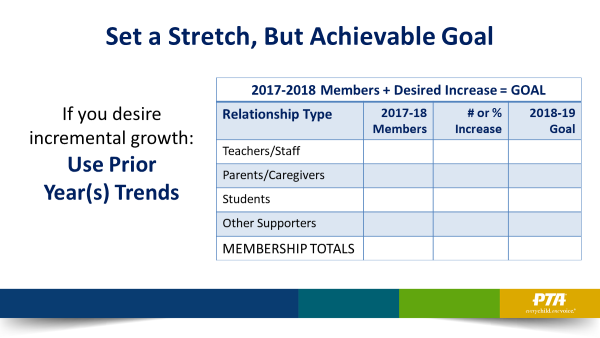 Set a Stretch, But Achievable Goal
If you desire
incremental growth:
Use Prior
Year(s) Trends
2017-2018 Members + Desired Increase = GOAL
Relationship Type
2017-18
Members
# or %
Increase
2018-19
Goal
Teachers/Staff
Parents/Caregivers
Students
Other Supporters
MEMBERSHIP TOTALS
PTA
everychild.onevoice.